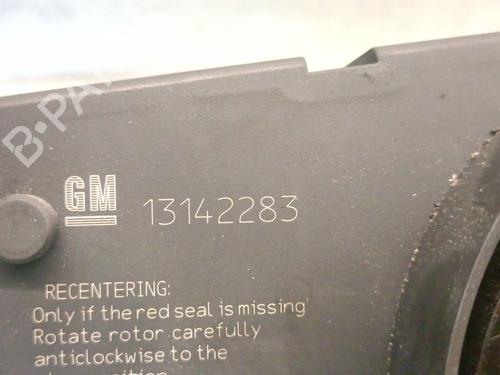 B-PA
GM 13142283
RECENTERING:
Only if the red seal is missing
Rotate rotor carefully
anticlockwise to the